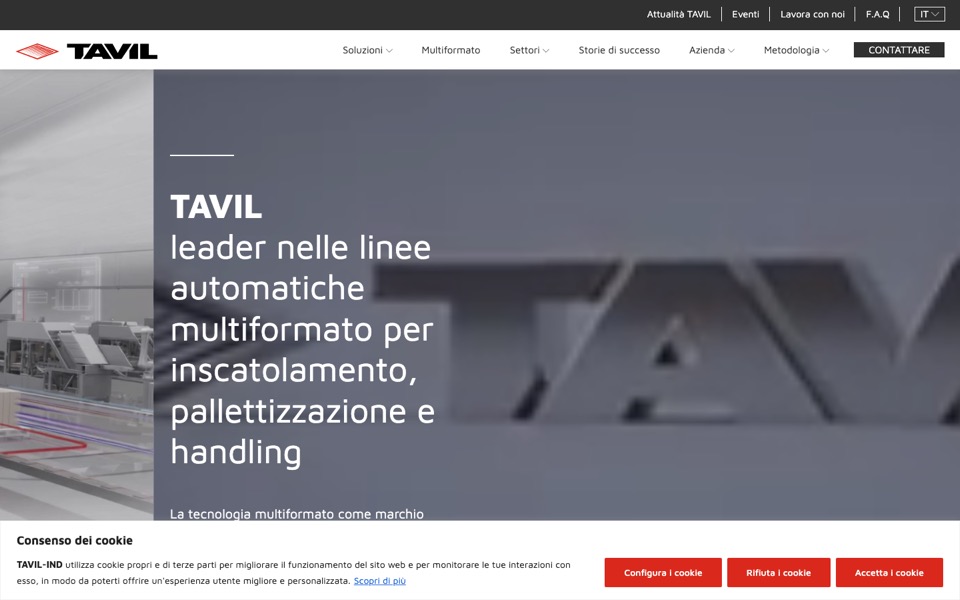 Attualità TAVIL
Eventi
Lavora con noi
F.A.Q
IT
TAVIL
Soluzioni
Multiformato
Settori
Storie di successo
Azienda
Metodologia
CONTATTARE
TAVIL
leader nelle linee
automatiche
multiformato per
inscatolamento,
pallettizzazione e
handling
La tecnologia multiformato come marchio
Consenso dei cookie
TAVIL-IND utilizza cookie propri e di terze parti per migliorare il funzionamento del sito web e per monitorare le tue interazioni con
esso, in modo da poterti offrire un'esperienza utente migliore e personalizzata. Scopri di più
Configura i cookie
Rifiuta i cookie
Accetta i cookie